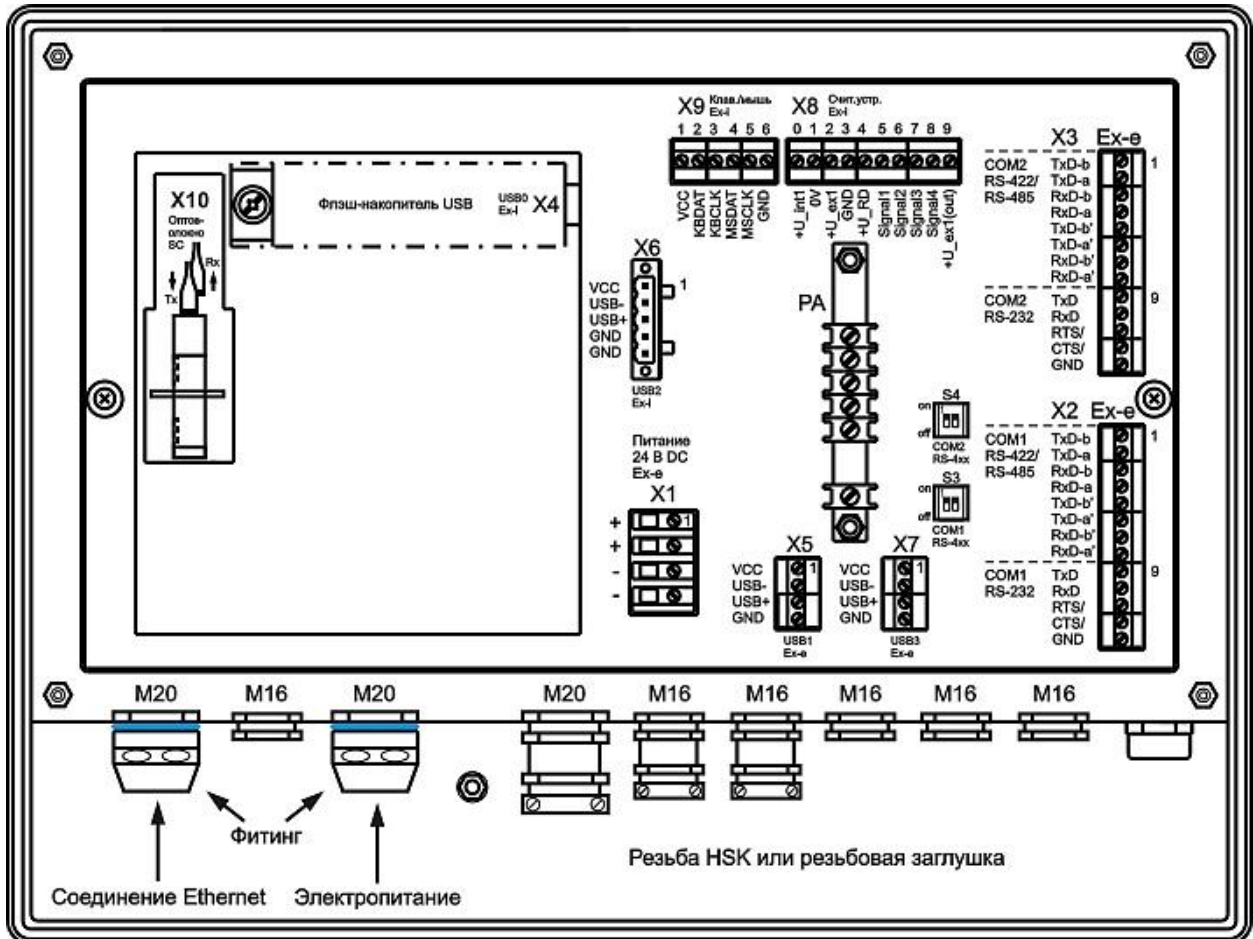 X9 Клав./мышь
Ex-i
1 2 3 4 5 6
VCC
KBDAT
KBCLK
MSDAT
MSCLK
GND
X8 Счит.устр.
Ex-i
0 1 2 3 4 5 6 7 8 9
+U_int1
0V
+U_ex1
GND
+U_RD
Signal1
Signal2
Signal3
Signal4
+U_ex1(out)
X3 Ex-e
COM2
RS-422/
RS-485
TxD-b
TxD-a
RxD-b
RxD-a
TxD-b'
TxD-a'
RxD-b'
RxD-a'
1
COM2
RS-232
TxD
RxD
RTS/
CTS/
GND
9
X10
Оптов-
олокно
SC
Rx
Tx
Флэш-накопитель USB
USB0
Ex-i
X4
X6
VCC
USB-
USB+
GND
GND
1
USB2
Ex-i
PA
S4
on
off
COM2
RS-4xx
S3
on
off
COM1
RS-4xx
X2 Ex-e
COM1
RS-422/
RS-485
TxD-b
TxD-a
RxD-b
RxD-a
TxD-b'
TxD-a'
RxD-b'
RxD-a'
1
COM1
RS-232
TxD
RxD
RTS/
CTS/
GND
9
Питание
24 В DC
Ex-e
X1
+
+
-
-
1
X5
VCC
USB-
USB+
GND
1
USB1
Ex-e
X7
VCC
USB-
USB+
GND
1
USB3
Ex-e
M20 M16 M20 M20 M16 M16 M16 M16 M16
Фитинг
Соединение Ethernet
Электропитание
Резьба HSK или резьбовая заглушка